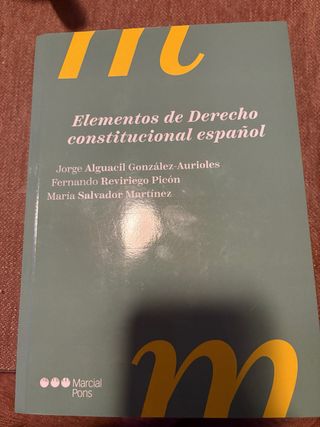 m
Elementos de Derecho
constitucional español
Jorge Alguacil González-Aurioles
Fernando Reviriego Picón
María Salvador Martínez
Marcial
Pons
m